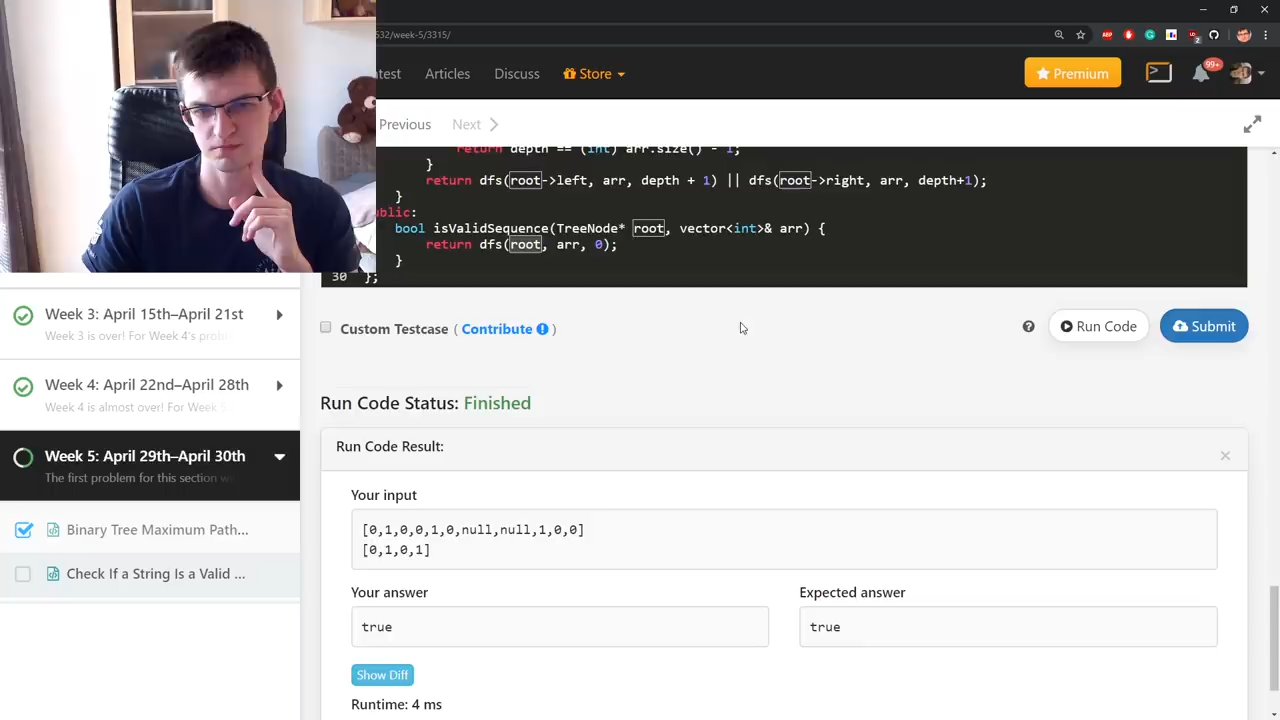 532/week-5/3315/
Articles
Discuss
Store
Premium
99+
Previous
Next
return depth == (int) arr.size() - 1;
}
return dfs(root->left, arr, depth + 1) || dfs(root->right, arr, depth+1);
}
blic:
bool isValidSequence(TreeNode* root, vector<int>& arr) {
return dfs(root, arr, 0);
}
30 };
Custom Testcase ( Contribute )
Run Code
Submit
Week 3: April 15th–April 21st
Week 3 is over! For Week 4's probl
Week 4: April 22nd–April 28th
Week 4 is almost over! For Week 5
Week 5: April 29th–April 30th
The first problem for this section w
Binary Tree Maximum Path...
Check If a String Is a Valid ...
Run Code Status: Finished
Run Code Result:
×
Your input
[0,1,0,0,1,0,null,null,1,0,0]
[0,1,0,1]
Your answer
true
Expected answer
true
Show Diff
Runtime: 4 ms